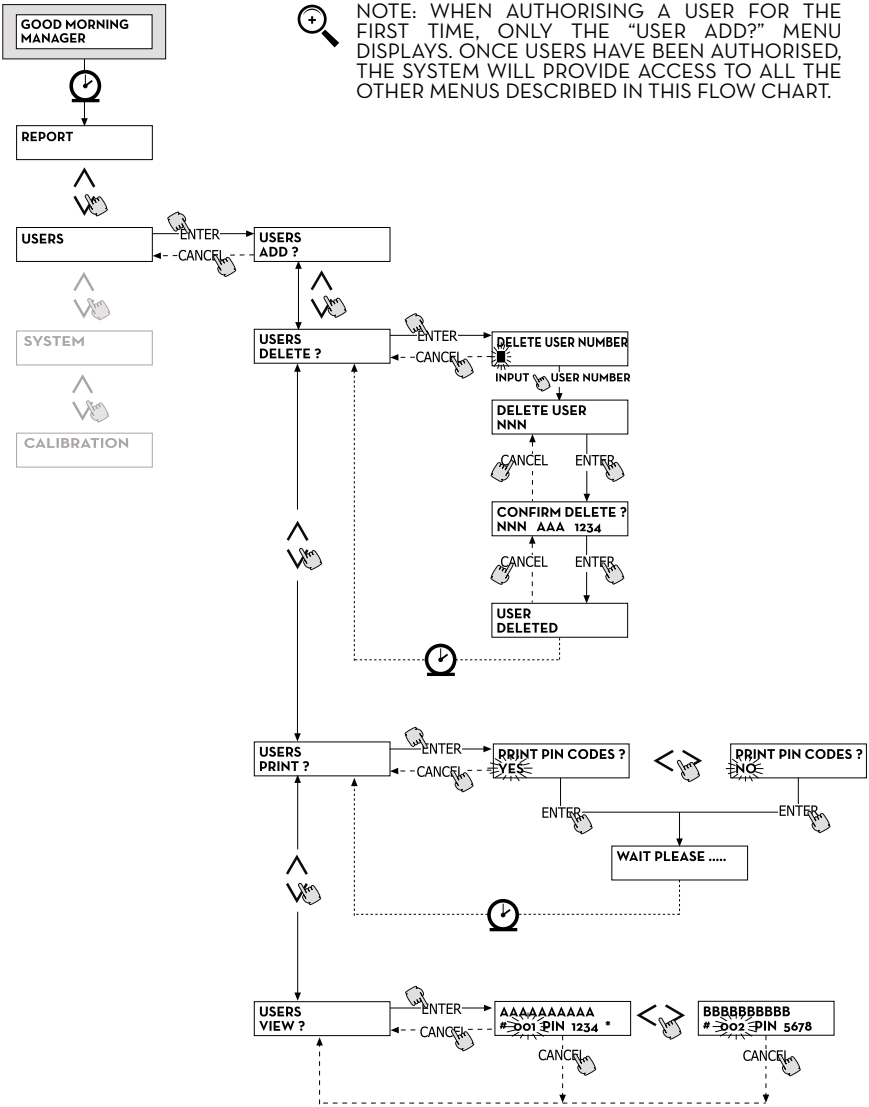 GOOD MORNING
MANAGER
NOTE: WHEN AUTHORISING A USER FOR THE
FIRST TIME, ONLY THE “USER ADD?” MENU
DISPLAYS. ONCE USERS HAVE BEEN AUTHORISED,
THE SYSTEM WILL PROVIDE ACCESS TO ALL THE
OTHER MENUS DESCRIBED IN THIS FLOW CHART.
REPORT
USERS
ENTER
CANCEL
USERS
ADD ?
SYSTEM
CALIBRATION
USERS
DELETE ?
ENTER
CANCEL
DELETE USER NUMBER
INPUT USER NUMBER
DELETE USER
NNN
CANCEL ENTER
CONFIRM DELETE ?
NNN AAA 1234
CANCEL ENTER
USER
DELETED
USERS
PRINT ?
ENTER
CANCEL
PRINT PIN CODES ?
YES
PRINT PIN CODES ?
NO
ENTER
ENTER
WAIT PLEASE .....
USERS
VIEW ?
ENTER
CANCEL
AAAAAAAAAA
# 001 PIN 1234 *
BBBBBBBBBB
# 002 PIN 5678
CANCEL
CANCEL